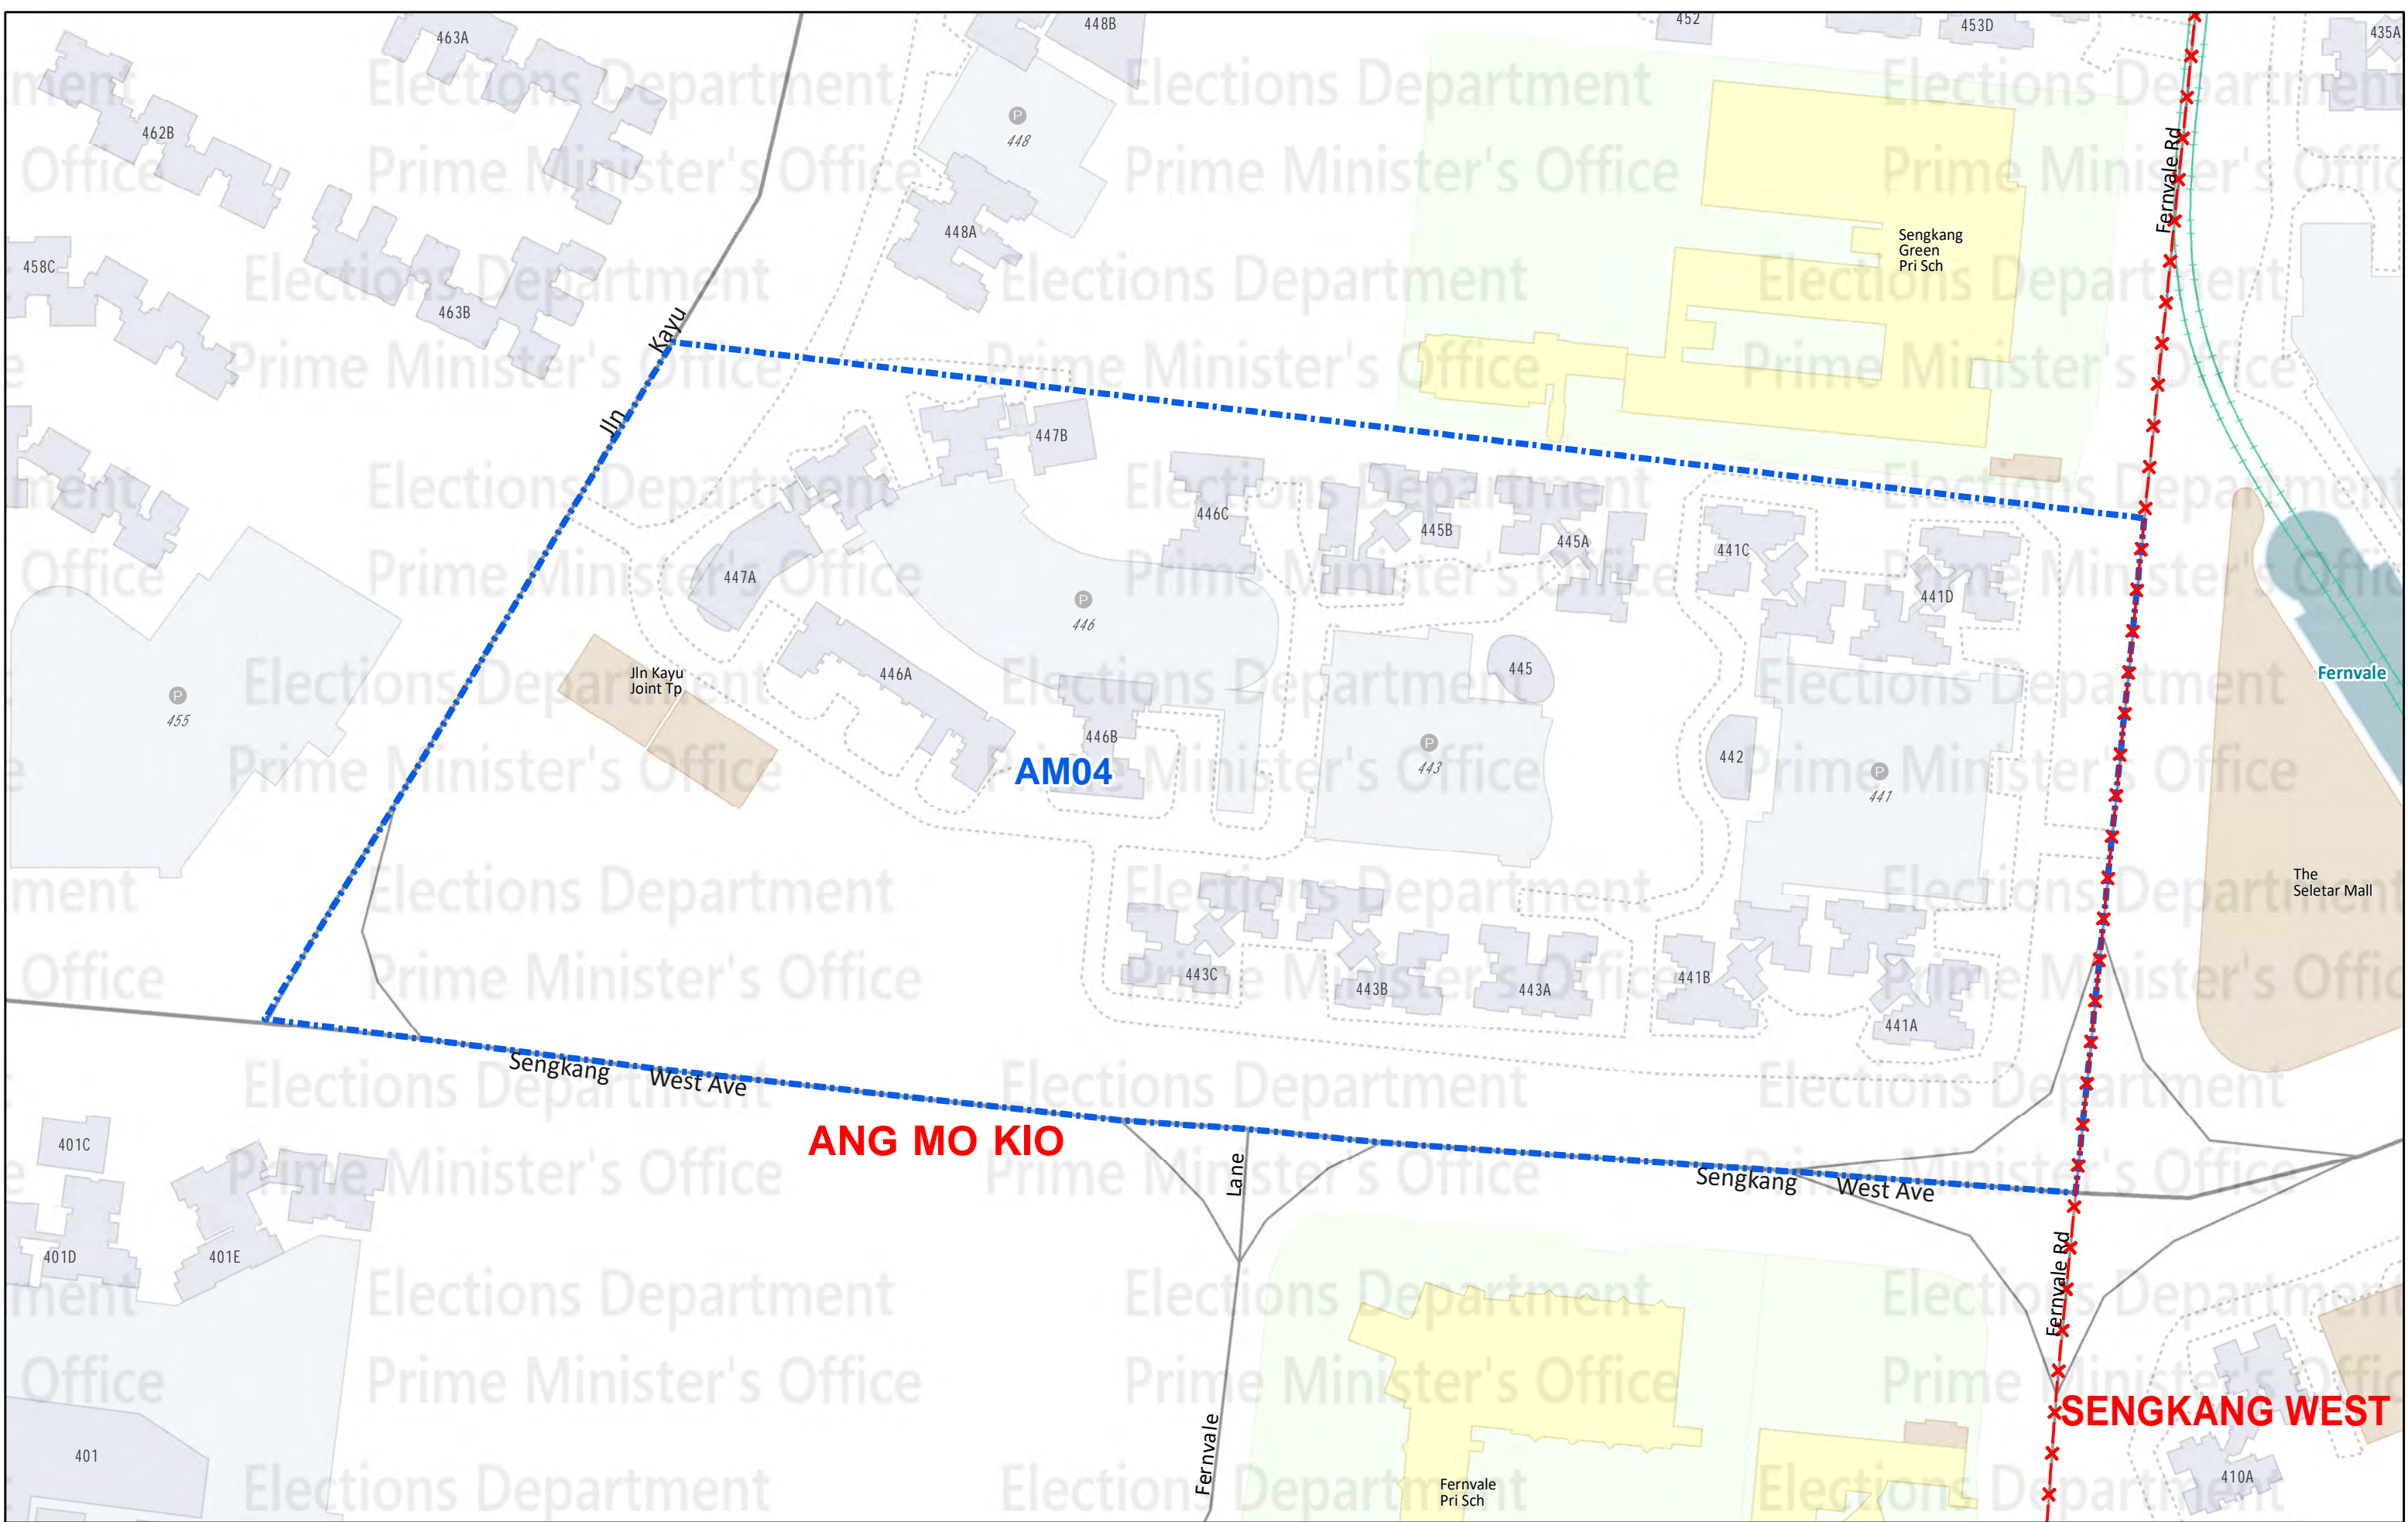 463A
448B
452
453D
435A
Elections Department
Prime Minister's Office
462B
P
448
Fernvale Rd
448A
458C
463B
Sengkang
Green
Pri Sch
Jln Kayu
447B
446C
445B
445A
441C
441D
447A
P
446
Jln Kayu
Joint Tp
446A
445
Fernvale
P
455
446B
AM04
P
443
442
P
441
The
Seletar Mall
443C
443B
443A
441B
441A
Sengkang West Ave
ANG MO KIO
401C
Fernvale Lane
Sengkang West Ave
401D
401E
Fernvale Rd
SENGKANG WEST
401
Fernvale
Pri Sch
410A